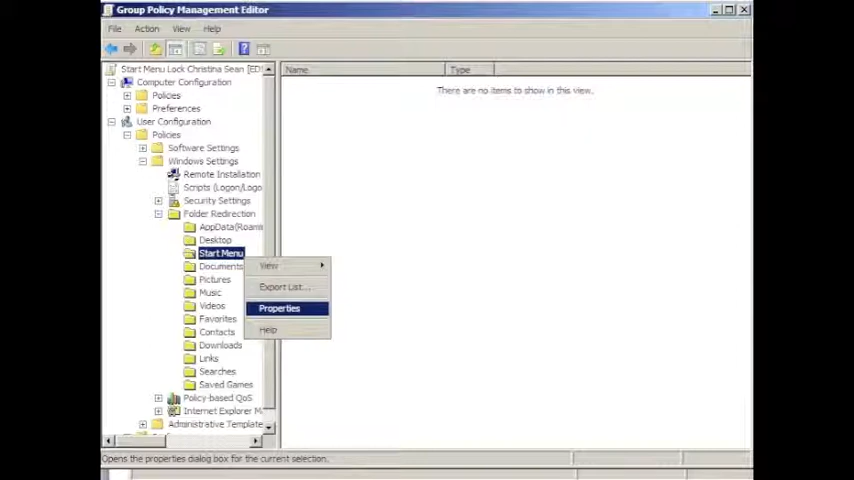 Group Policy Management Editor
File Action View Help
Start Menu Lock Christina Sean [ED
Computer Configuration
Policies
Preferences
User Configuration
Policies
Software Settings
Windows Settings
Remote Installation
Scripts (Logon/Logo
Security Settings
Folder Redirection
AppData(Roam
Desktop
Start Menu
Documents
Pictures
Music
Videos
Favorites
Contacts
Downloads
Links
Searches
Saved Games
Policy-based QoS
Internet Explorer M
Administrative Template
Name Type
There are no items to show in this view.
View
Export List...
Properties
Help
Opens the properties dialog box for the current selection.